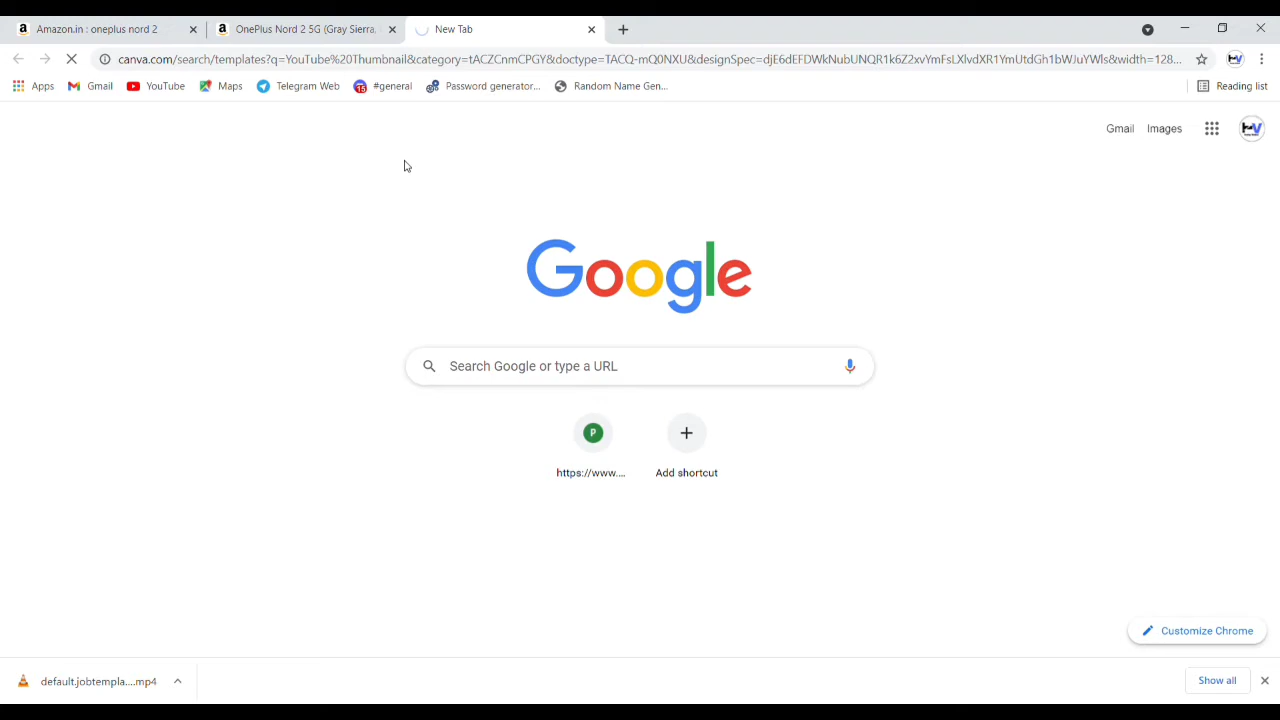 Amazon.in : oneplus nord 2
OnePlus Nord 2 5G (Gray Sierra,
New Tab
canva.com/search/templates?q=YouTube%20Thumbnail&category=tACZCnmCPGY&doctype=TACQ-mQ0NXU&designSpec=djE6dEFDWkNubUNQR1k6Z2xvYmFsLXlvdXR1YmUtdGh1bWJuYWls&width=128...
Apps
Gmail
YouTube
Maps
Telegram Web
15
#general
Password generator...
Random Name Gen...
Reading list
Gmail
Images
Google
Search Google or type a URL
P
https://www....
Add shortcut
Customize Chrome
default.jobtempla....mp4
Show all